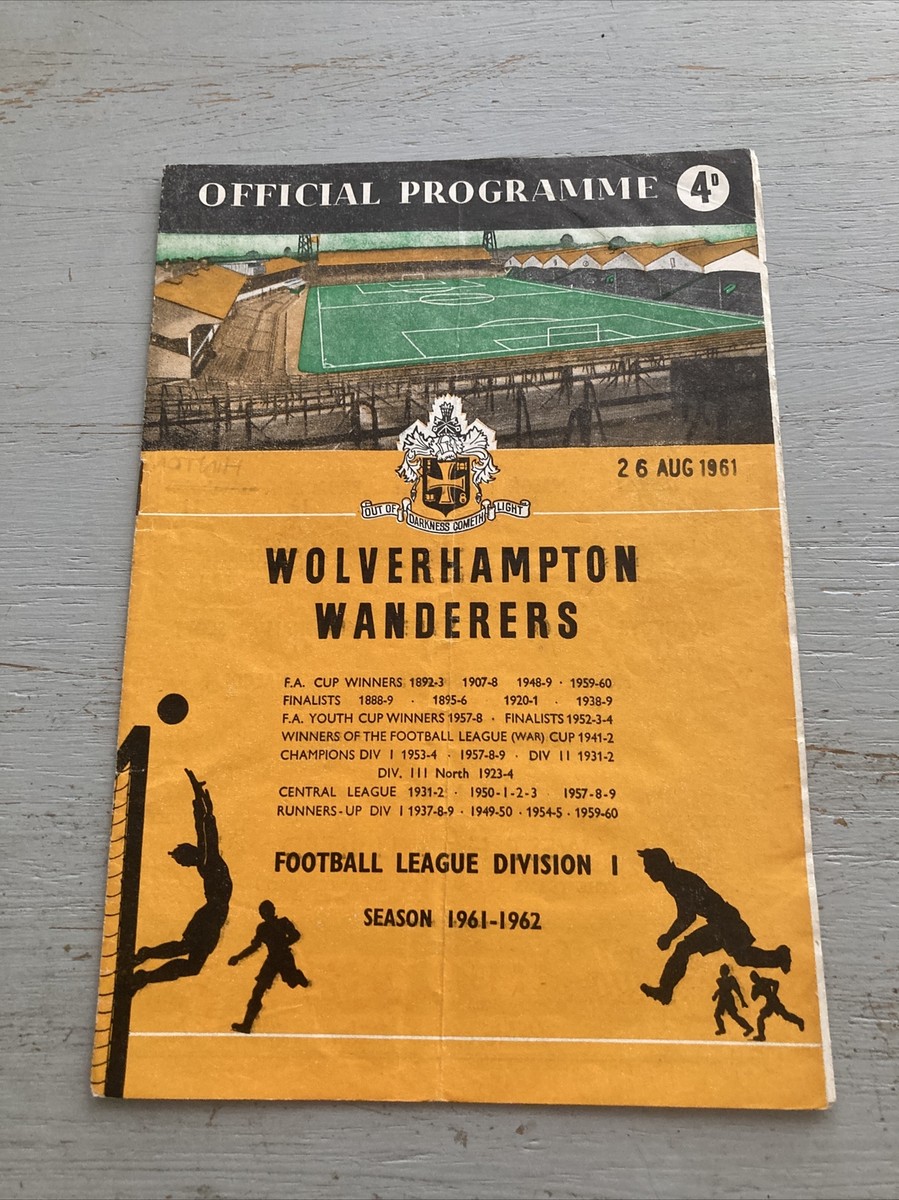 OFFICIAL PROGRAMME 4D
26 AUG 1961
OUT OF DARKNESS COMETH LIGHT
WOLVERHAMPTON
WANDERERS
F.A. CUP WINNERS 1892-3 1907-8 1948-9 · 1959-60
FINALISTS 1888-9 · 1895-6 1920-1 · 1938-9
F.A. YOUTH CUP WINNERS 1957-8 · FINALISTS 1952-3-4
WINNERS OF THE FOOTBALL LEAGUE (WAR) CUP 1941-2
CHAMPIONS DIV I 1953-4 · 1957-8-9 · DIV II 1931-2
DIV. III North 1923-4
CENTRAL LEAGUE 1931-2 · 1950-1-2-3 · 1957-8-9
RUNNERS-UP DIV I 1937-8-9 · 1949-50 · 1954-5 · 1959-60
FOOTBALL LEAGUE DIVISION I
SEASON 1961-1962